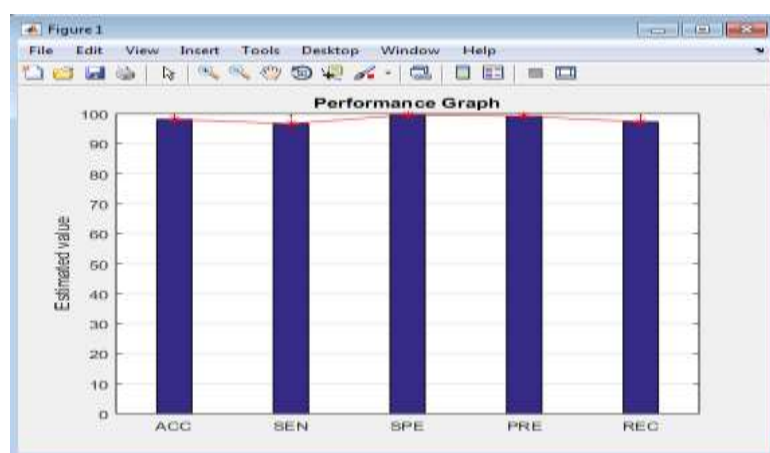 Figure 1
File Edit View Insert Tools Desktop Window Help
Performance Graph
Estimated value
100
90
80
70
60
50
40
30
20
10
0
ACC SEN SPE PRE REC